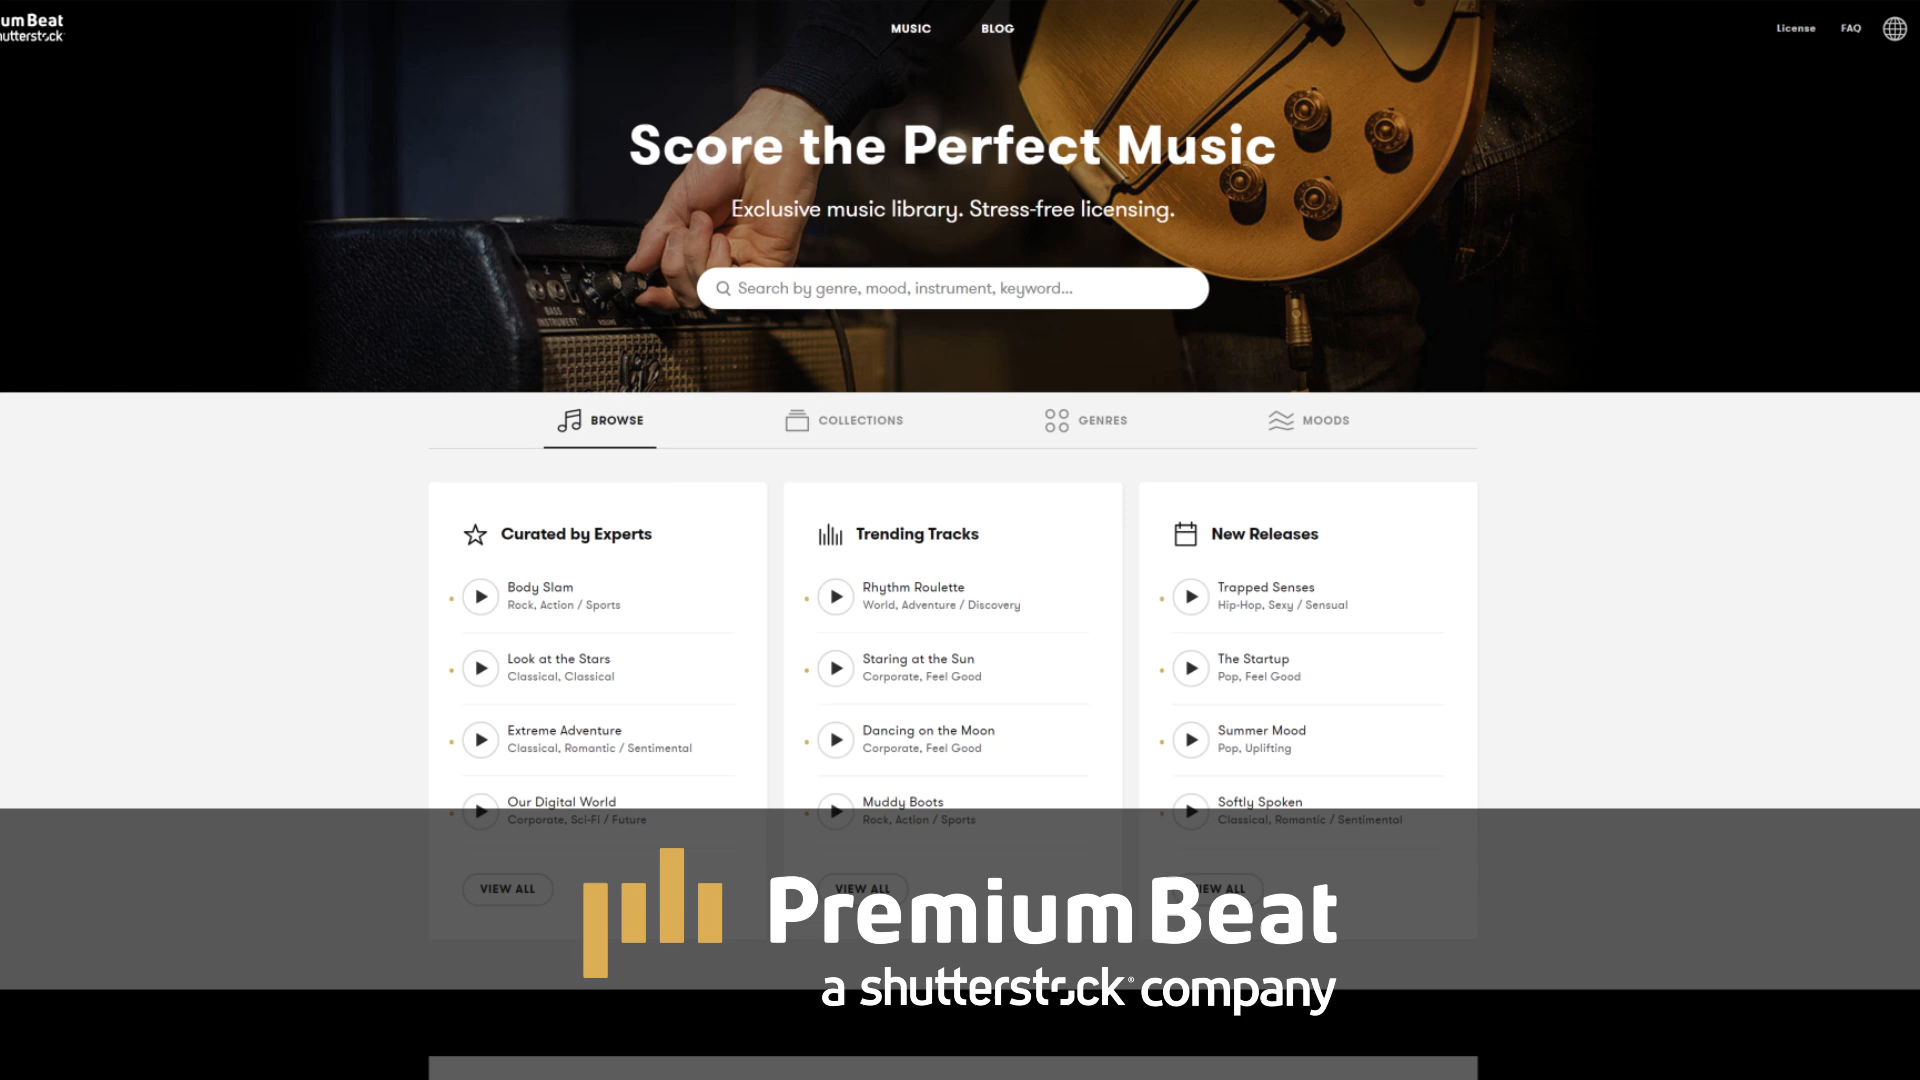 um Beat
utterstock
MUSIC
BLOG
License
FAQ
Score the Perfect Music
Exclusive music library. Stress-free licensing.
Search by genre, mood, instrument, keyword...
BROWSE
COLLECTIONS
GENRES
MOODS
Curated by Experts
Body Slam
Rock, Action / Sports
Look at the Stars
Classical, Classical
Extreme Adventure
Classical, Romantic / Sentimental
Our Digital World
Corporate, Sci-Fi / Future
VIEW ALL
Trending Tracks
Rhythm Roulette
World, Adventure / Discovery
Staring at the Sun
Corporate, Feel Good
Dancing on the Moon
Corporate, Feel Good
Muddy Boots
Rock, Action / Sports
VIEW ALL
New Releases
Trapped Senses
Hip-Hop, Sexy / Sensual
The Startup
Pop, Feel Good
Summer Mood
Pop, Uplifting
Softly Spoken
Classical, Romantic / Sentimental
VIEW ALL
Premium Beat
a shutterstock company